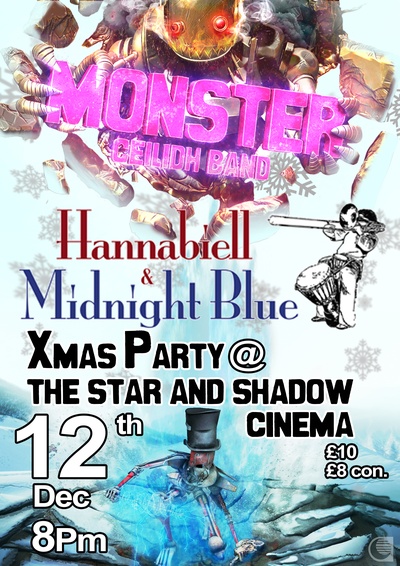 MONSTER
CEILIDH BAND
Hannabiell
&
Midnight Blue
XMAS PARTY @
THE STAR AND SHADOW
CINEMA
12th
Dec
8Pm
£10
£8 con.